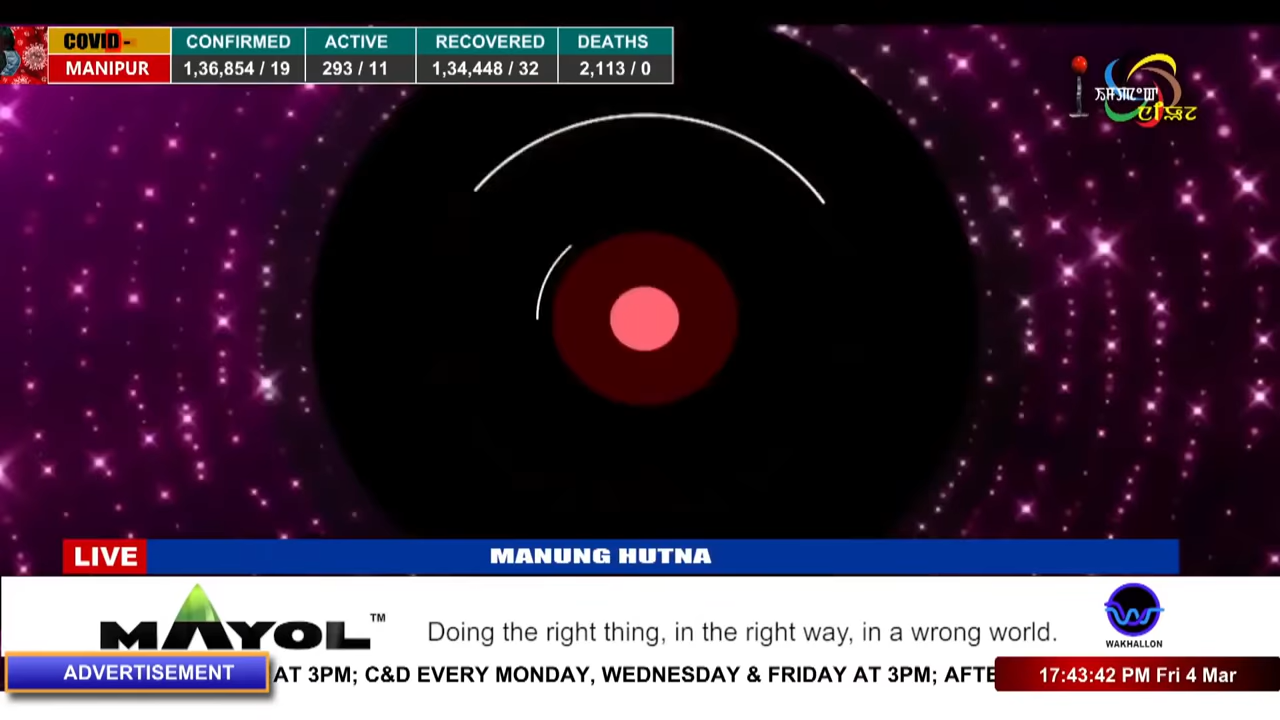 COVID-
CONFIRMED ACTIVE RECOVERED DEATHS
MANIPUR 1,36,854 / 19 293 / 11 1,34,448 / 32 2,113 / 0
LIVE MANUNG HUTNA
MAYOL™ Doing the right thing, in the right way, in a wrong world.
WAKHALLON
ADVERTISEMENT AT 3PM; C&D EVERY MONDAY, WEDNESDAY & FRIDAY AT 3PM; AFTE 17:43:42 PM Fri 4 Mar